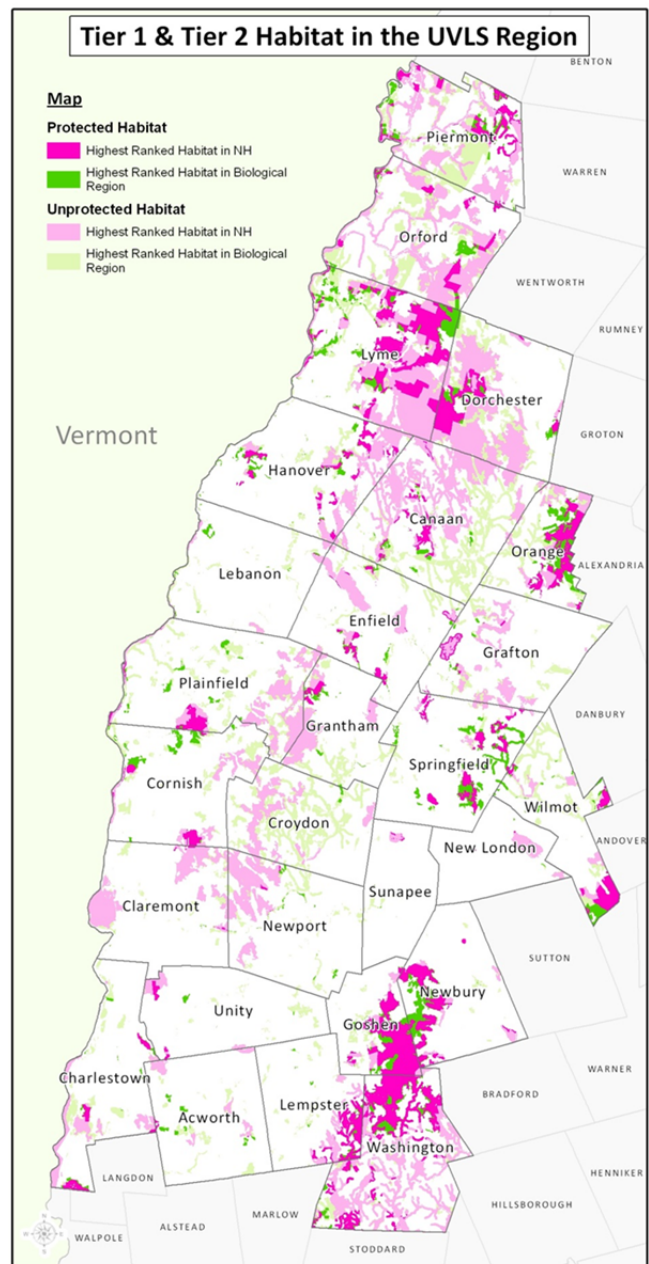 Tier 1 & Tier 2 Habitat in the UVLS Region
Map
Protected Habitat
Highest Ranked Habitat in NH
Highest Ranked Habitat in Biological
Region
Unprotected Habitat
Highest Ranked Habitat in NH
Highest Ranked Habitat in Biological
Region
BENTON
Piermont
WARREN
Orford
WENTWORTH
RUMNEY
Lyme
Dorchester
Vermont
GROTON
Hanover
Canaan
Orange
ALEXANDRIA
Lebanon
Enfield
Grafton
Plainfield
DANBURY
Grantham
Springfield
Cornish
Wilmot
Croydon
ANDOVER
New London
Sunapee
Claremont
Newport
SUTTON
Newbury
Unity
Goshen
WARNER
Charlestown
BRADFORD
Lempster
Acworth
Washington
HENNIKER
LANGDON
HILLSBOROUGH
MARLOW
ALSTEAD
WALPOLE
STODDARD